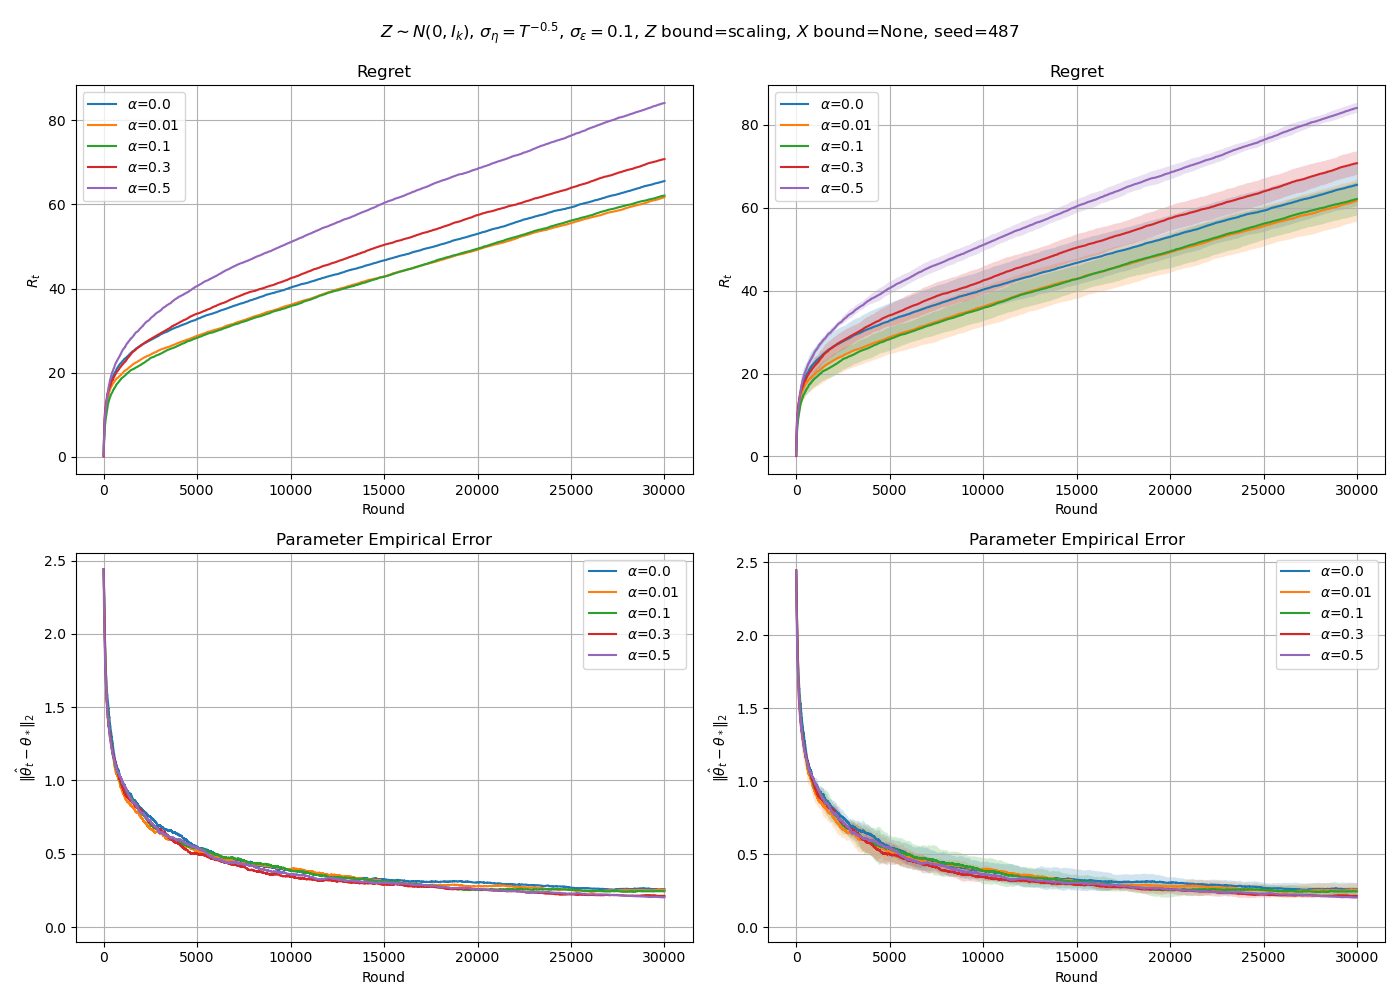 Z ∼ N(0, I_k), σ_η = T^{−0.5}, σ_ε = 0.1, Z bound=scaling, X bound=None, seed=487
Regret
α=0.0
α=0.01
α=0.1
α=0.3
α=0.5
R_t
80
60
40
20
0
0 5000 10000 15000 20000 25000 30000
Round
Regret
α=0.0
α=0.01
α=0.1
α=0.3
α=0.5
R_t
80
60
40
20
0
0 5000 10000 15000 20000 25000 30000
Round
Parameter Empirical Error
α=0.0
α=0.01
α=0.1
α=0.3
α=0.5
‖θ̂_t − θ_*‖_2
2.5
2.0
1.5
1.0
0.5
0.0
0 5000 10000 15000 20000 25000 30000
Round
Parameter Empirical Error
α=0.0
α=0.01
α=0.1
α=0.3
α=0.5
‖θ̂_t − θ_*‖_2
2.5
2.0
1.5
1.0
0.5
0.0
0 5000 10000 15000 20000 25000 30000
Round